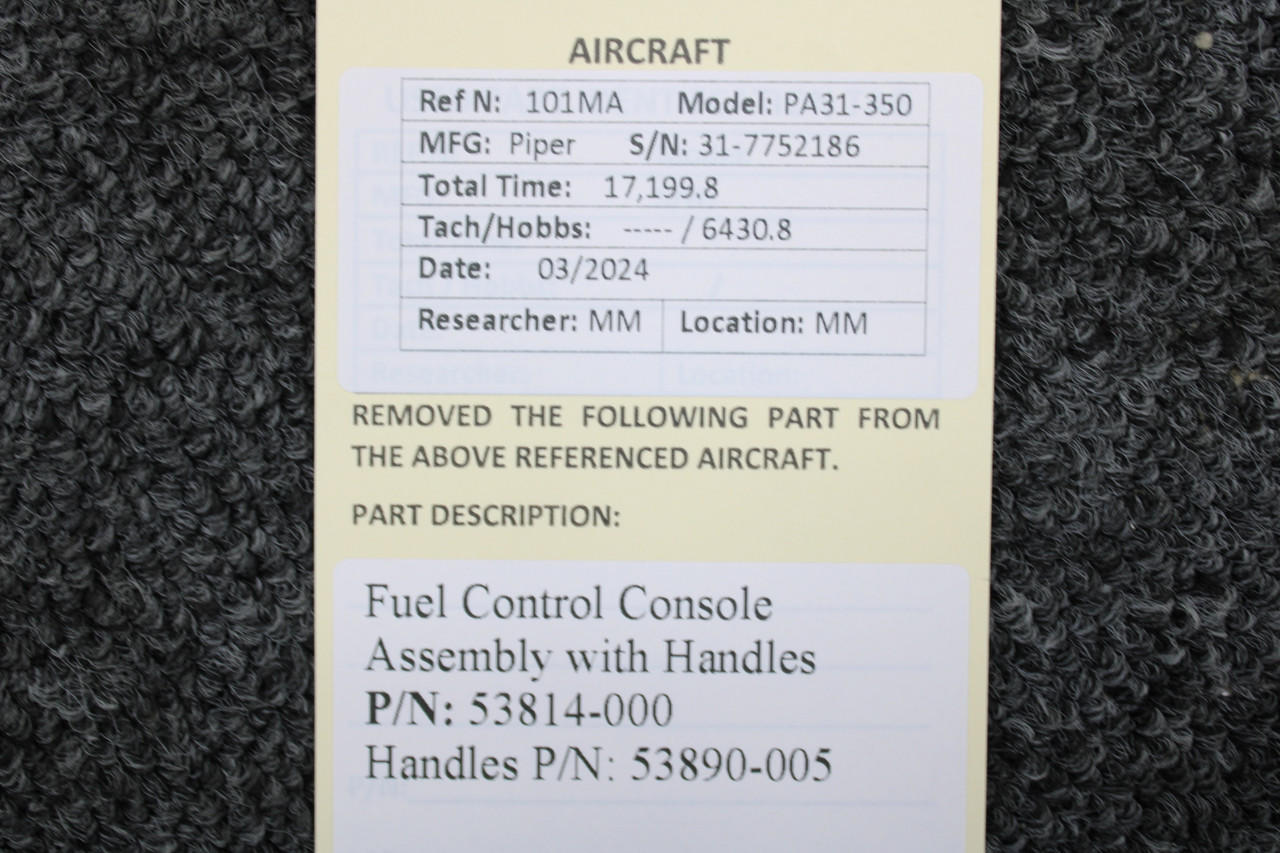 AIRCRAFT
Ref N: 101MA Model: PA31-350
MFG: Piper S/N: 31-7752186
Total Time: 17,199.8
Tach/Hobbs: ----- / 6430.8
Date: 03/2024
Researcher: MM Location: MM
Researcher: Location:
REMOVED THE FOLLOWING PART FROM
THE ABOVE REFERENCED AIRCRAFT.
PART DESCRIPTION:
Fuel Control Console
Assembly with Handles
P/N: 53814-000
Handles P/N: 53890-005
P/N: